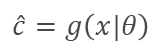 ĉ = g(x|θ)